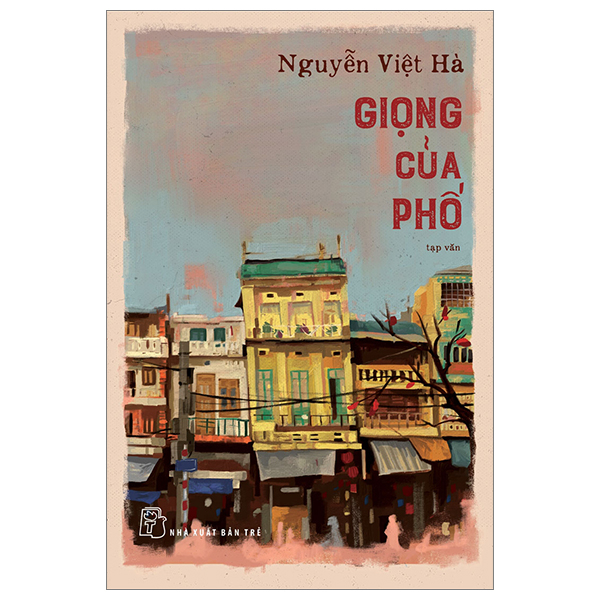 Nguyễn Việt Hà
GIỌNG
CỦA
PHỐ
tạp văn
NHÀ XUẤT BẢN TRẺ